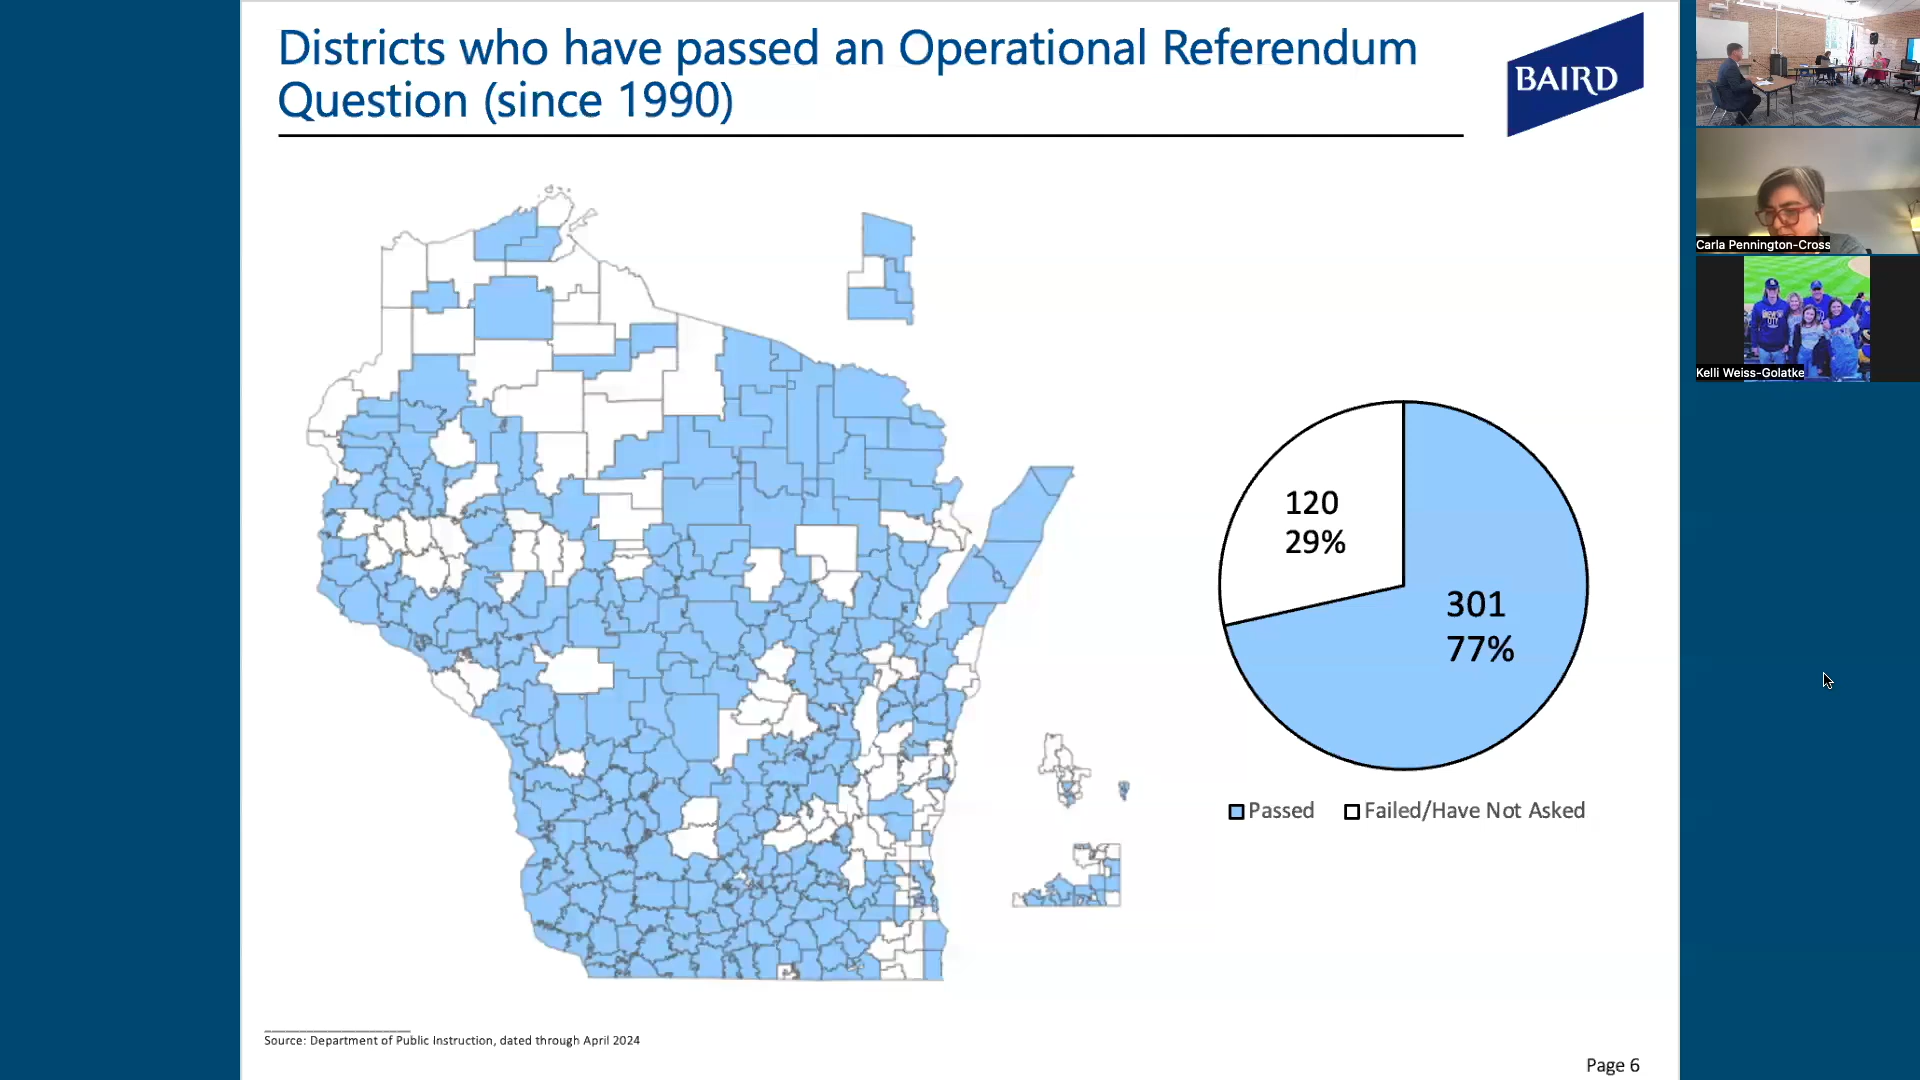 Districts who have passed an Operational Referendum
Question (since 1990)
BAIRD
Carla Pennington-Cross
Kelli Weiss-Golatke
120
29%
301
77%
Passed
Failed/Have Not Asked
Source: Department of Public Instruction, dated through April 2024
Page 6